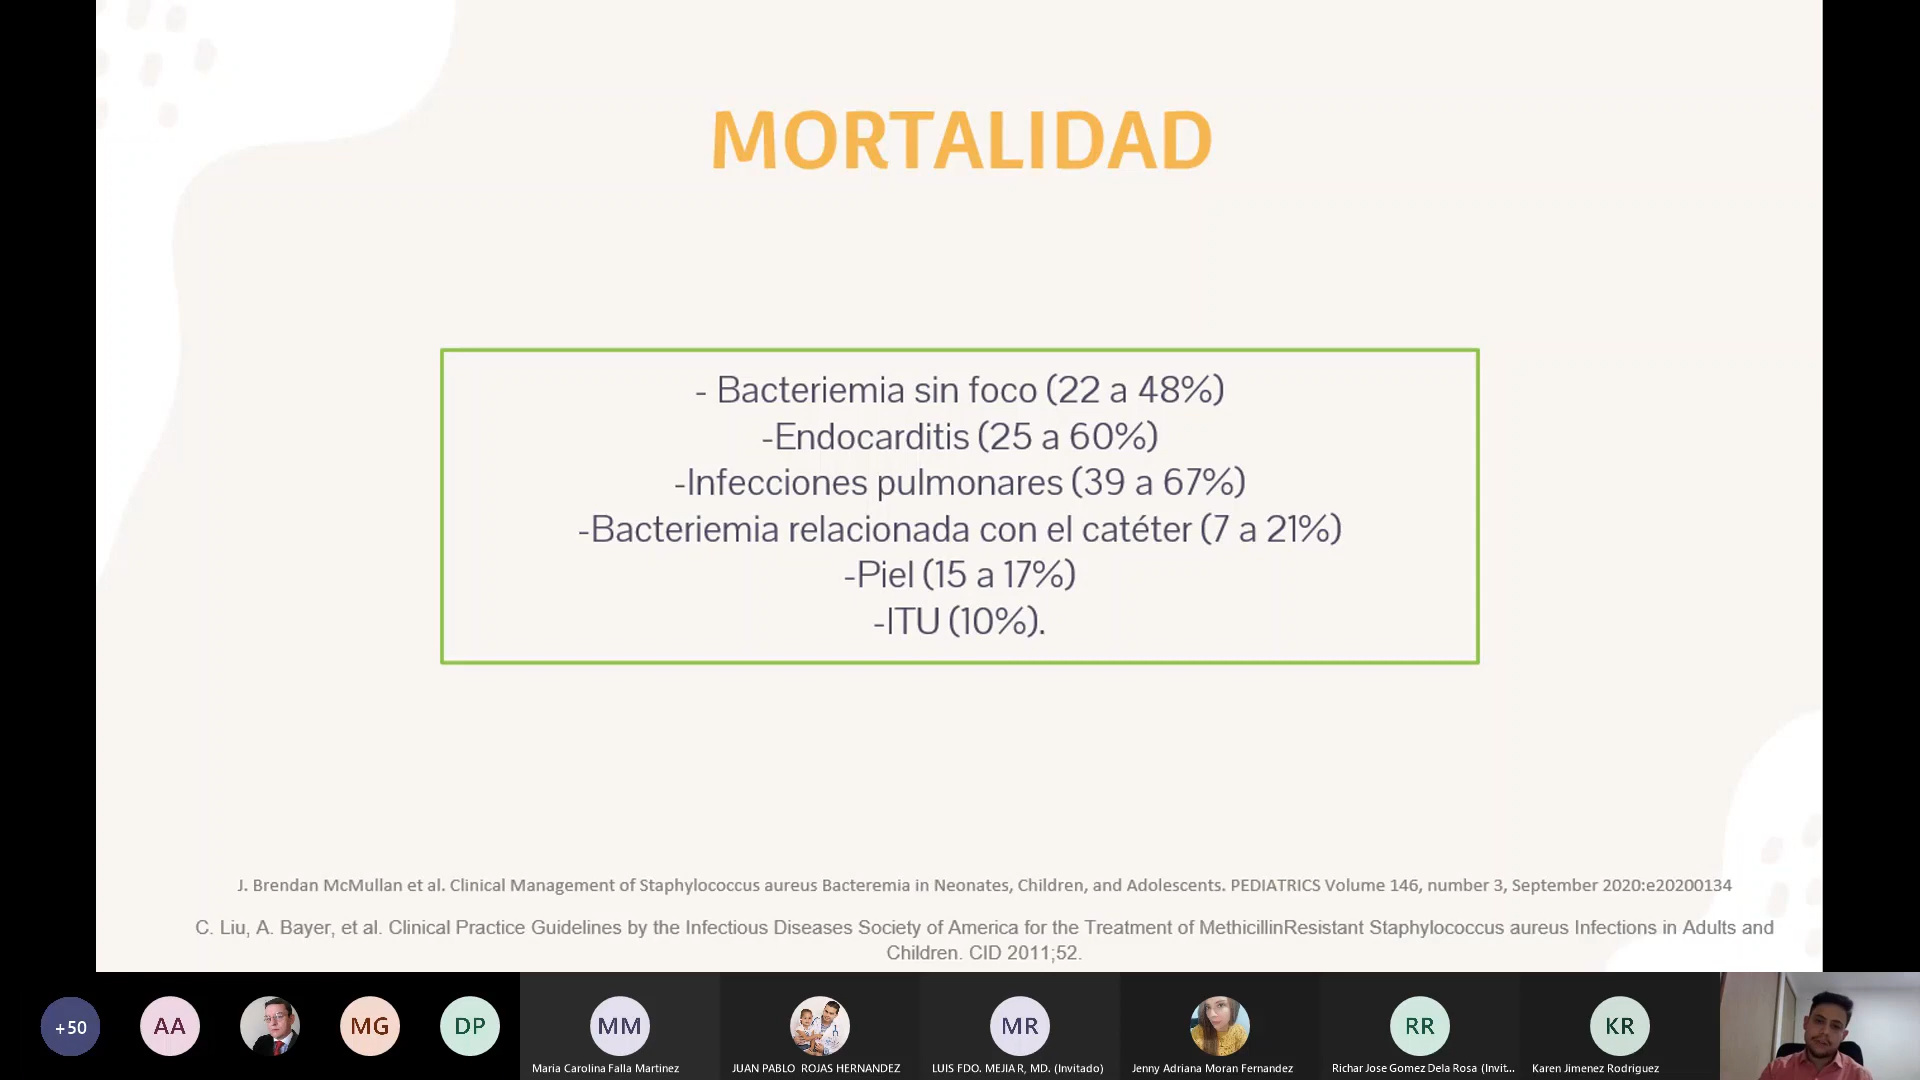 MORTALIDAD
- Bacteriemia sin foco (22 a 48%)
-Endocarditis (25 a 60%)
-Infecciones pulmonares (39 a 67%)
-Bacteriemia relacionada con el catéter (7 a 21%)
-Piel (15 a 17%)
-ITU (10%).
J. Brendan McMullan et al. Clinical Management of Staphylococcus aureus Bacteremia in Neonates, Children, and Adolescents. PEDIATRICS Volume 146, number 3, September 2020:e20200134
C. Liu, A. Bayer, et al. Clinical Practice Guidelines by the Infectious Diseases Society of America for the Treatment of MethicillinResistant Staphylococcus aureus Infections in Adults and
Children. CID 2011;52.
+50
AA
MG
DP
MM
MR
RR
KR
Maria Carolina Falla Martinez
JUAN PABLO ROJAS HERNANDEZ
LUIS FDO. MEJIA R, MD. (Invitado)
Jenny Adriana Moran Fernandez
Richar Jose Gomez Dela Rosa (Invit...
Karen Jimenez Rodriguez